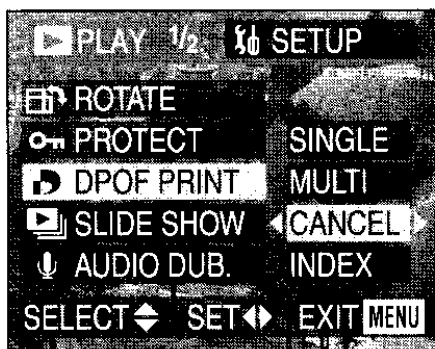 PLAY 1/2 SETUP
ROTATE
PROTECT SINGLE
DPOF PRINT MULTI
SLIDE SHOW CANCEL
AUDIO DUB. INDEX
SELECT SET EXIT MENU